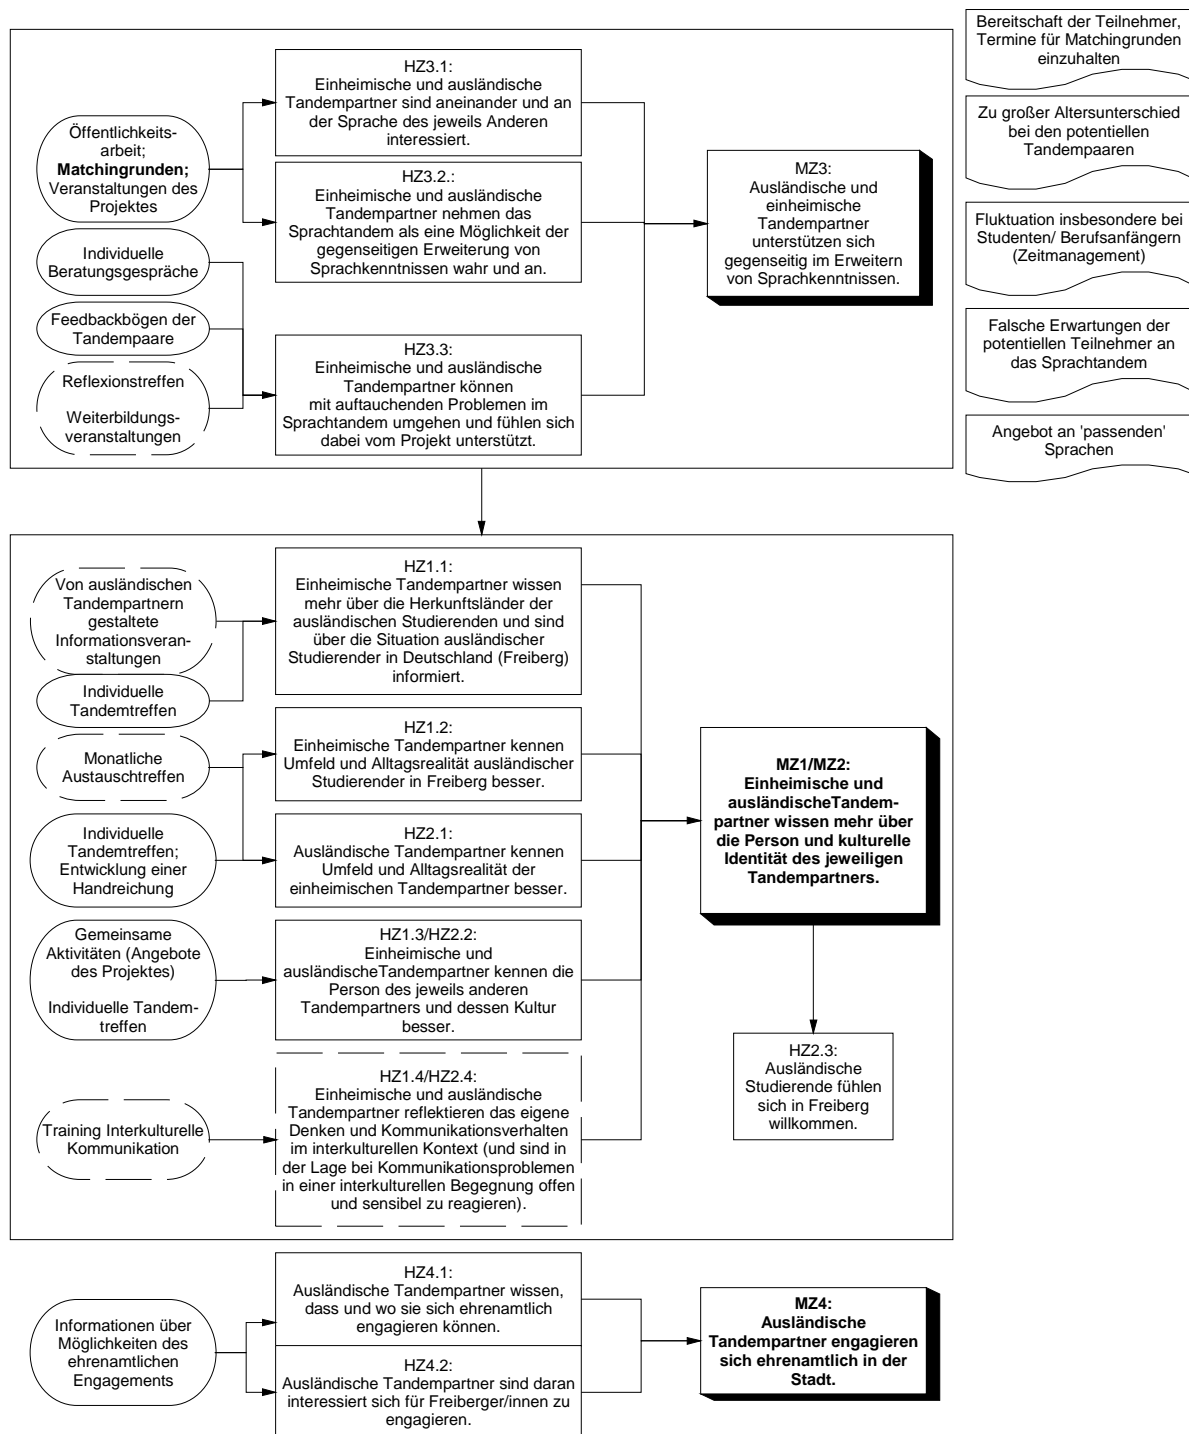 Öffentlichkeits-
arbeit;
Matchingrunden;
Veranstaltungen des
Projektes
Individuelle
Beratungsgespräche
Feedbackbögen der
Tandempaare
Reflexionstreffen
Weiterbildungs-
veranstaltungen
HZ3.1:
Einheimische und ausländische
Tandempartner sind aneinander und an
der Sprache des jeweils Anderen
interessiert.
HZ3.2.:
Einheimische und ausländische
Tandempartner nehmen das
Sprachtandem als eine Möglichkeit der
gegenseitigen Erweiterung von
Sprachkenntnissen wahr und an.
HZ3.3:
Einheimische und ausländische
Tandempartner können
mit auftauchenden Problemen im
Sprachtandem umgehen und fühlen sich
dabei vom Projekt unterstützt.
MZ3:
Ausländische und
einheimische
Tandempartner
unterstützen sich
gegenseitig im Erweitern
von Sprachkenntnissen.
Bereitschaft der Teilnehmer,
Termine für Matchingrunden
einzuhalten
Zu großer Altersunterschied
bei den potentiellen
Tandempaaren
Fluktuation insbesondere bei
Studenten/ Berufsanfängern
(Zeitmanagement)
Falsche Erwartungen der
potentiellen Teilnehmer an
das Sprachtandem
Angebot an 'passenden'
Sprachen
Von ausländischen
Tandempartnern
gestaltete
Informationsveran-
staltungen
Individuelle
Tandemtreffen
Monatliche
Austauschtreffen
Individuelle
Tandemtreffen;
Entwicklung einer
Handreichung
Gemeinsame
Aktivitäten (Angebote
des Projektes)
Individuelle Tandem-
treffen
Training Interkulturelle
Kommunikation
HZ1.1:
Einheimische Tandempartner wissen
mehr über die Herkunftsländer der
ausländischen Studierenden und sind
über die Situation ausländischer
Studierender in Deutschland (Freiberg)
informiert.
HZ1.2:
Einheimische Tandempartner kennen
Umfeld und Alltagsrealität ausländischer
Studierender in Freiberg besser.
HZ2.1:
Ausländische Tandempartner kennen
Umfeld und Alltagsrealität der
einheimischen Tandempartner besser.
HZ1.3/HZ2.2:
Einheimische und
ausländischeTandempartner kennen die
Person des jeweils anderen
Tandempartners und dessen Kultur
besser.
HZ1.4/HZ2.4:
Einheimische und ausländische
Tandempartner reflektieren das eigene
Denken und Kommunikationsverhalten
im interkulturellen Kontext (und sind in
der Lage bei Kommunikationsproblemen
in einer interkulturellen Begegnung offen
und sensibel zu reagieren).
MZ1/MZ2:
Einheimische und
ausländischeTandem-
partner wissen mehr über
die Person und kulturelle
Identität des jeweiligen
Tandempartners.
HZ2.3:
Ausländische
Studierende fühlen
sich in Freiberg
willkommen.
Informationen über
Möglichkeiten des
ehrenamtlichen
Engagements
HZ4.1:
Ausländische Tandempartner wissen,
dass und wo sie sich ehrenamtlich
engagieren können.
HZ4.2:
Ausländische Tandempartner sind daran
interessiert sich für Freiberger/innen zu
engagieren.
MZ4:
Ausländische
Tandempartner engagieren
sich ehrenamtlich in der
Stadt.